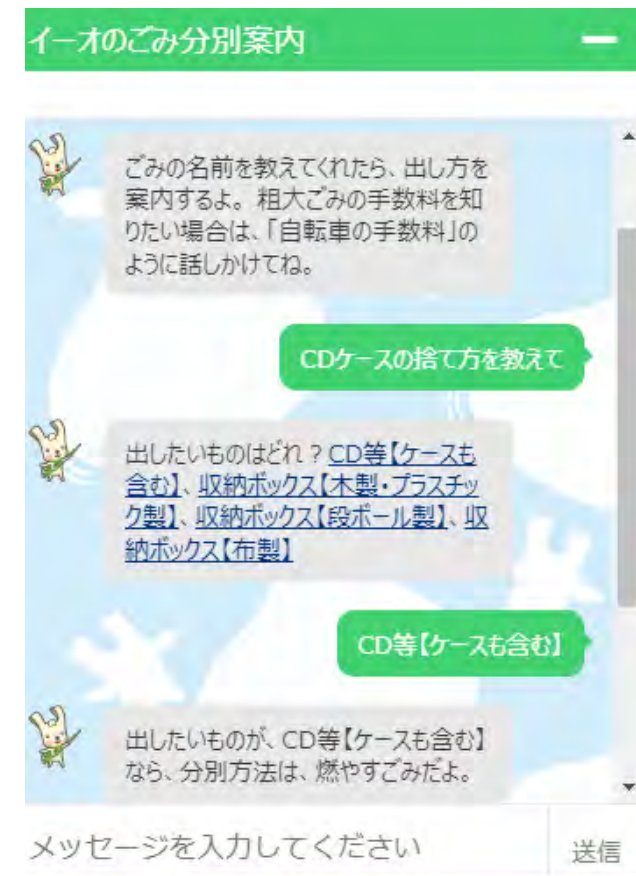 イーオのごみ分別案内
ごみの名前を教えてくれたら、出し方を
案内するよ。粗大ごみの手数料を知
りたい場合は、「自転車の手数料」の
ように話しかけてね。
CDケースの捨て方を教えて
出したいものはどれ？CD等【ケースも
含む】、収納ボックス【木製・プラスチッ
ク製】、収納ボックス【段ボール製】、収
納ボックス【布製】
CD等【ケースも含む】
出したいものが、CD等【ケースも含む】
なら、分別方法は、燃やすごみだよ。
メッセージを入力してください
送信